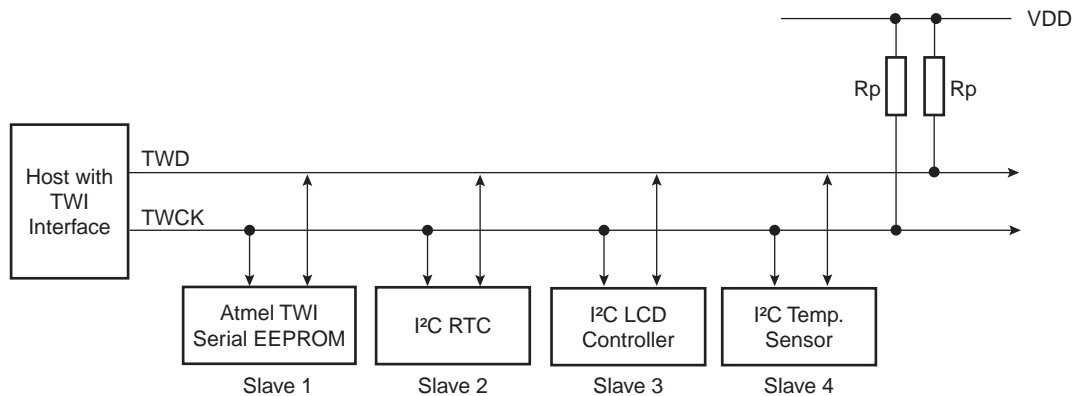 VDD
Rp
Rp
Host with
TWI
Interface
TWD
TWCK
Atmel TWI
Serial EEPROM
I²C RTC
I²C LCD
Controller
I²C Temp.
Sensor
Slave 1
Slave 2
Slave 3
Slave 4